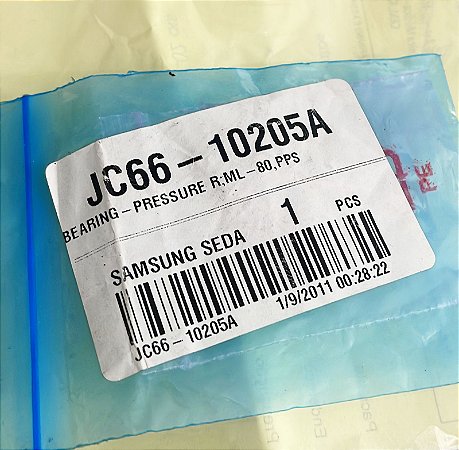 JC66-10205A
BEARING-PRESSURE R;ML-80,PPS
SAMSUNG SEDA 1 PCS
JC66-10205A 1/9/2011 00:28:22